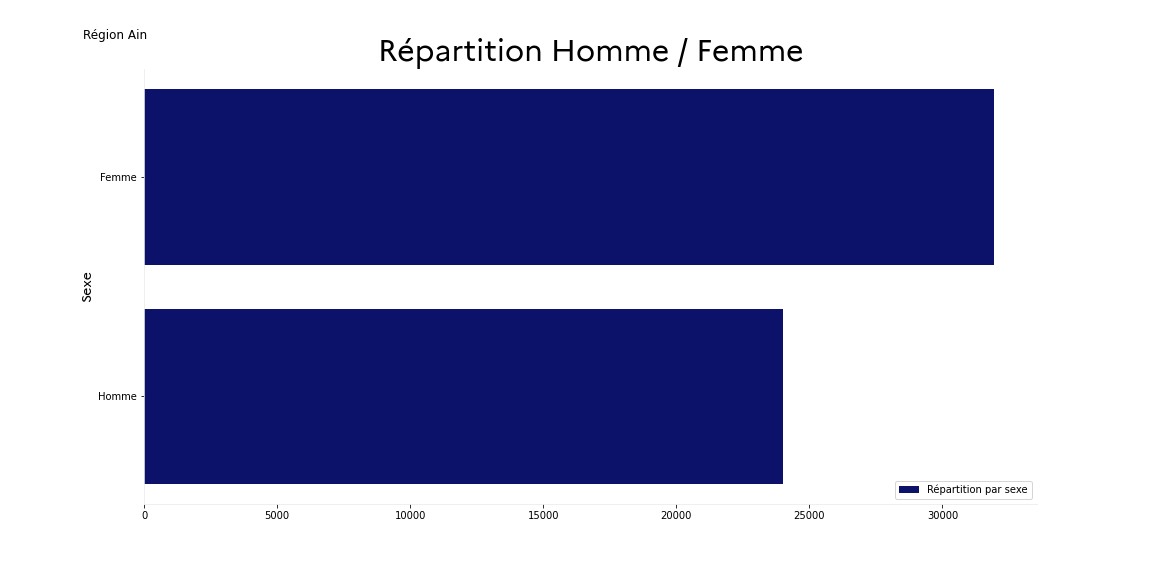 Région Ain
Répartition Homme / Femme
Femme
Sexe
Homme
Répartition par sexe
0 5000 10000 15000 20000 25000 30000